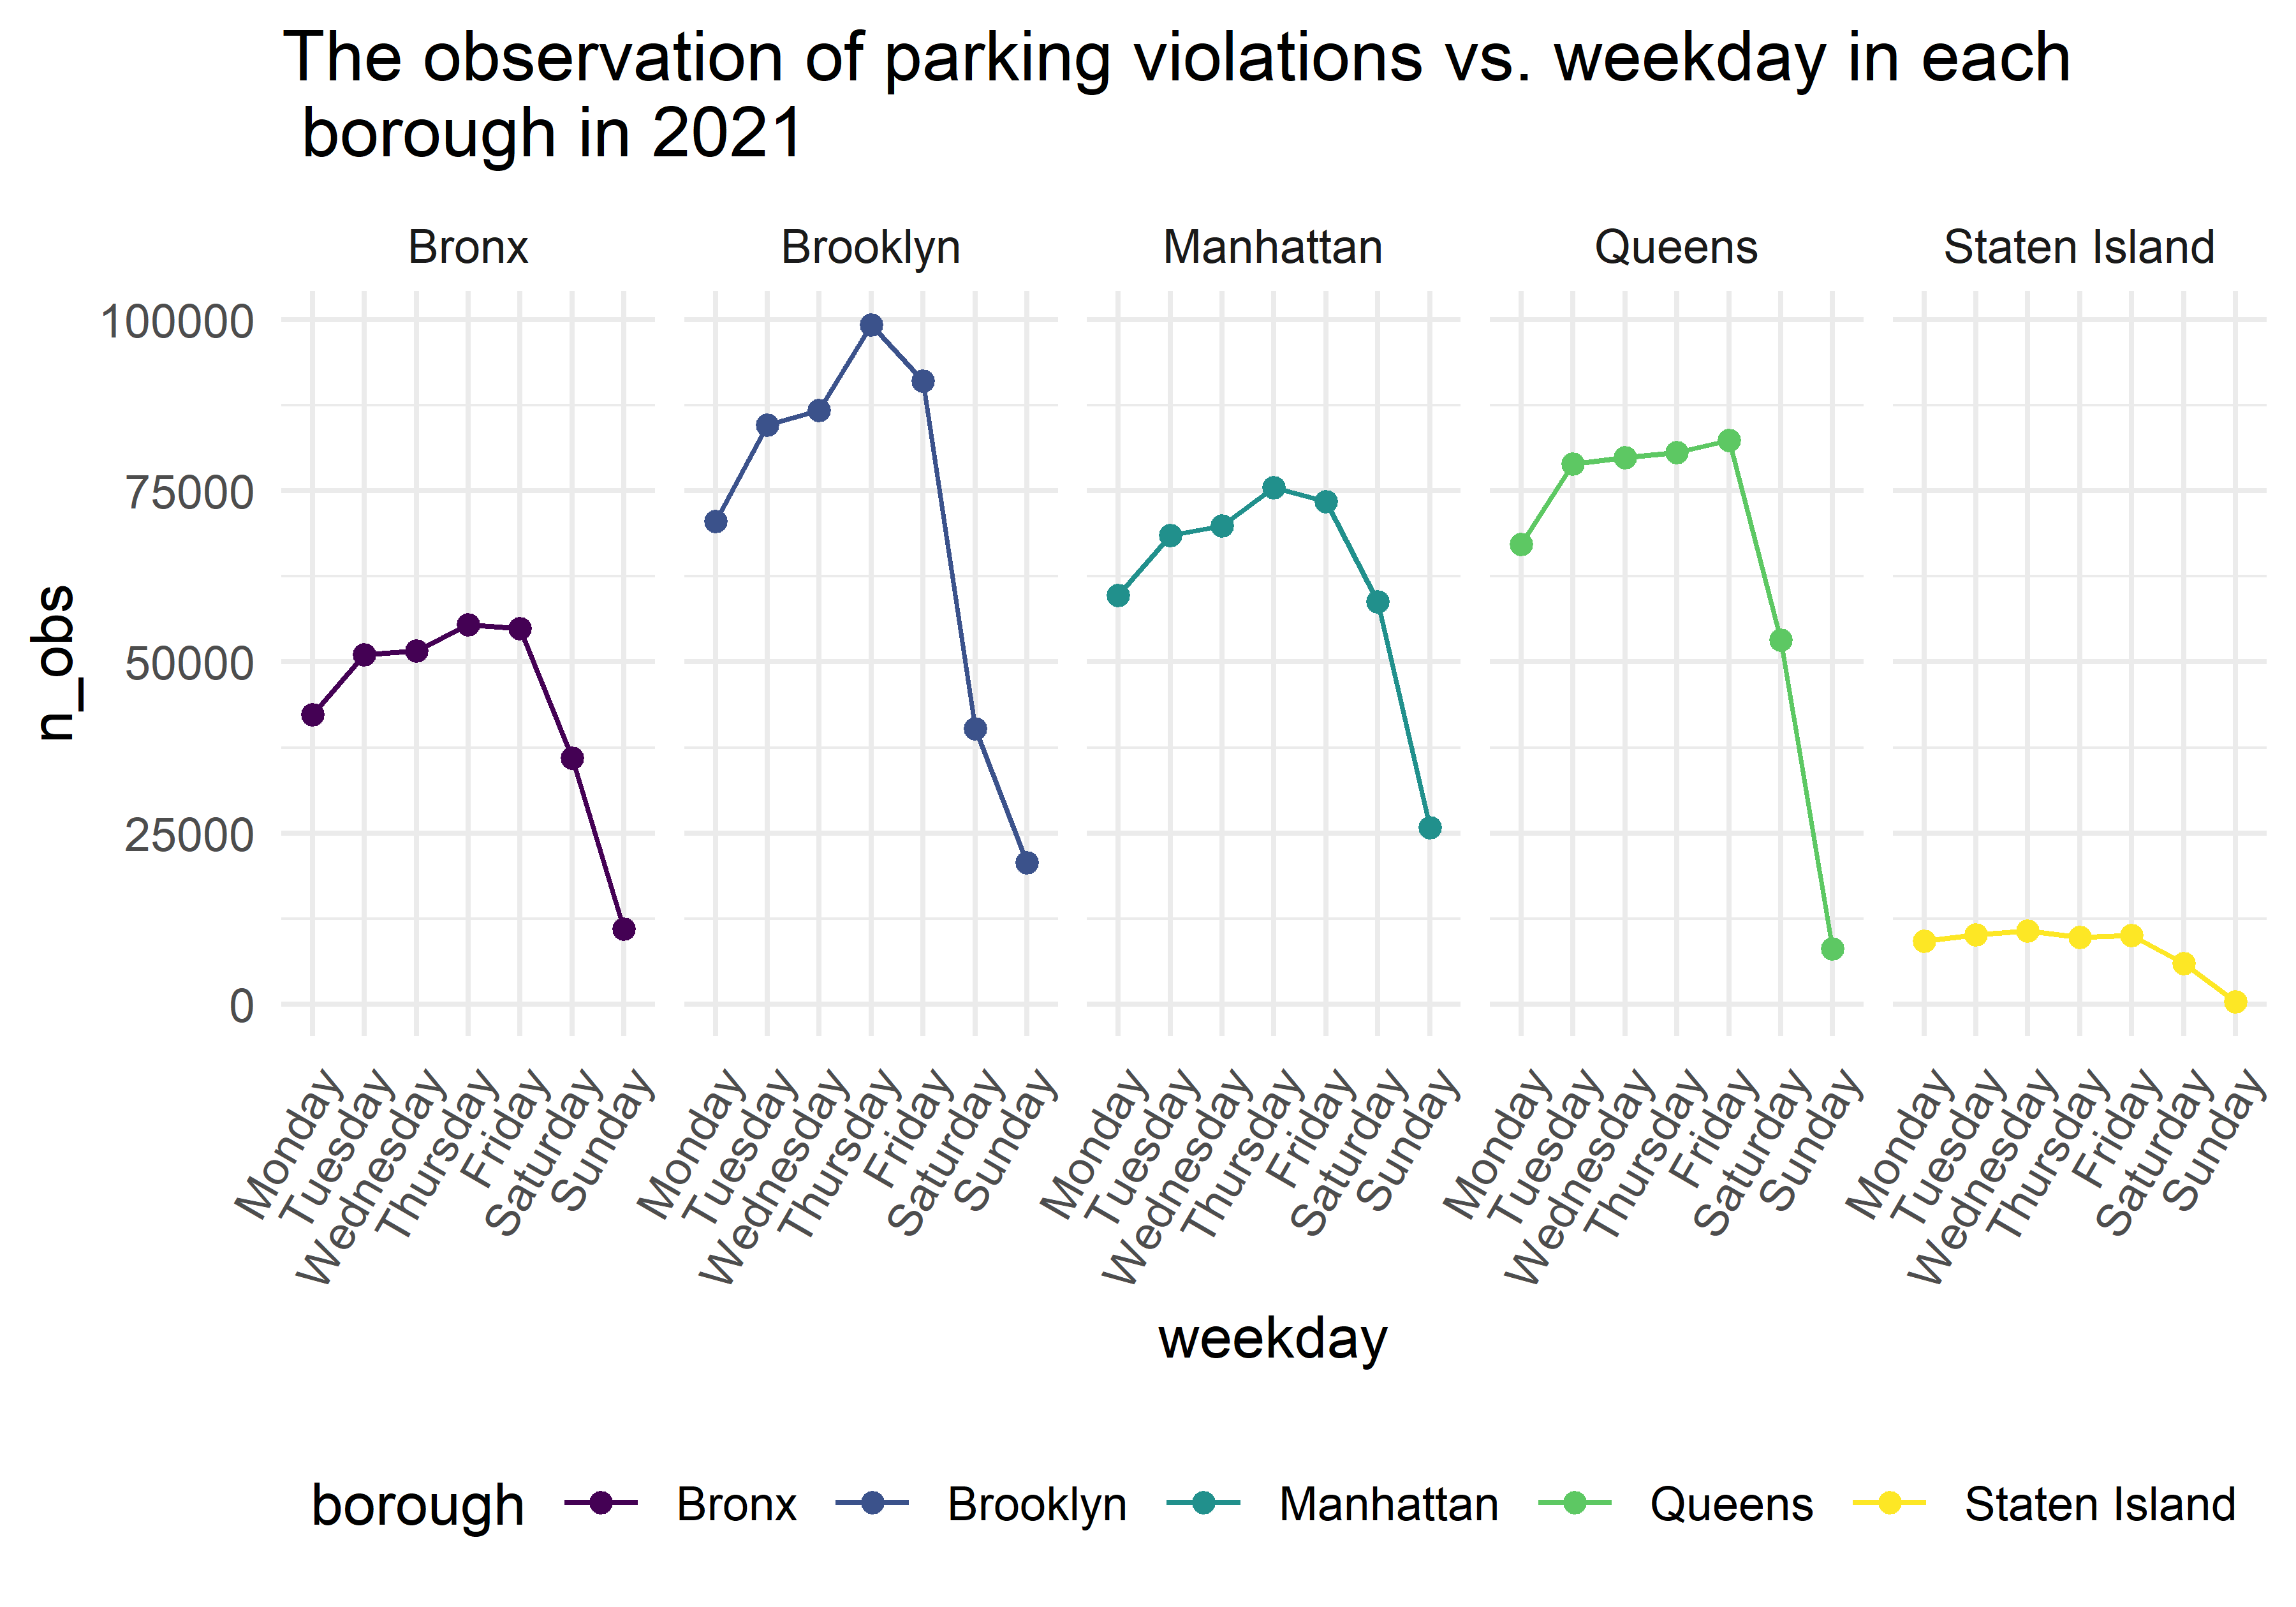 The observation of parking violations vs. weekday in each
borough in 2021
Bronx Brooklyn Manhattan Queens Staten Island
100000
75000
50000
25000
0
n_obs
Monday Tuesday Wednesday Thursday Friday Saturday Sunday Monday Tuesday Wednesday Thursday Friday Saturday Sunday Monday Tuesday Wednesday Thursday Friday Saturday Sunday Monday Tuesday Wednesday Thursday Friday Saturday Sunday Monday Tuesday Wednesday Thursday Friday Saturday Sunday
weekday
borough Bronx Brooklyn Manhattan Queens Staten Island